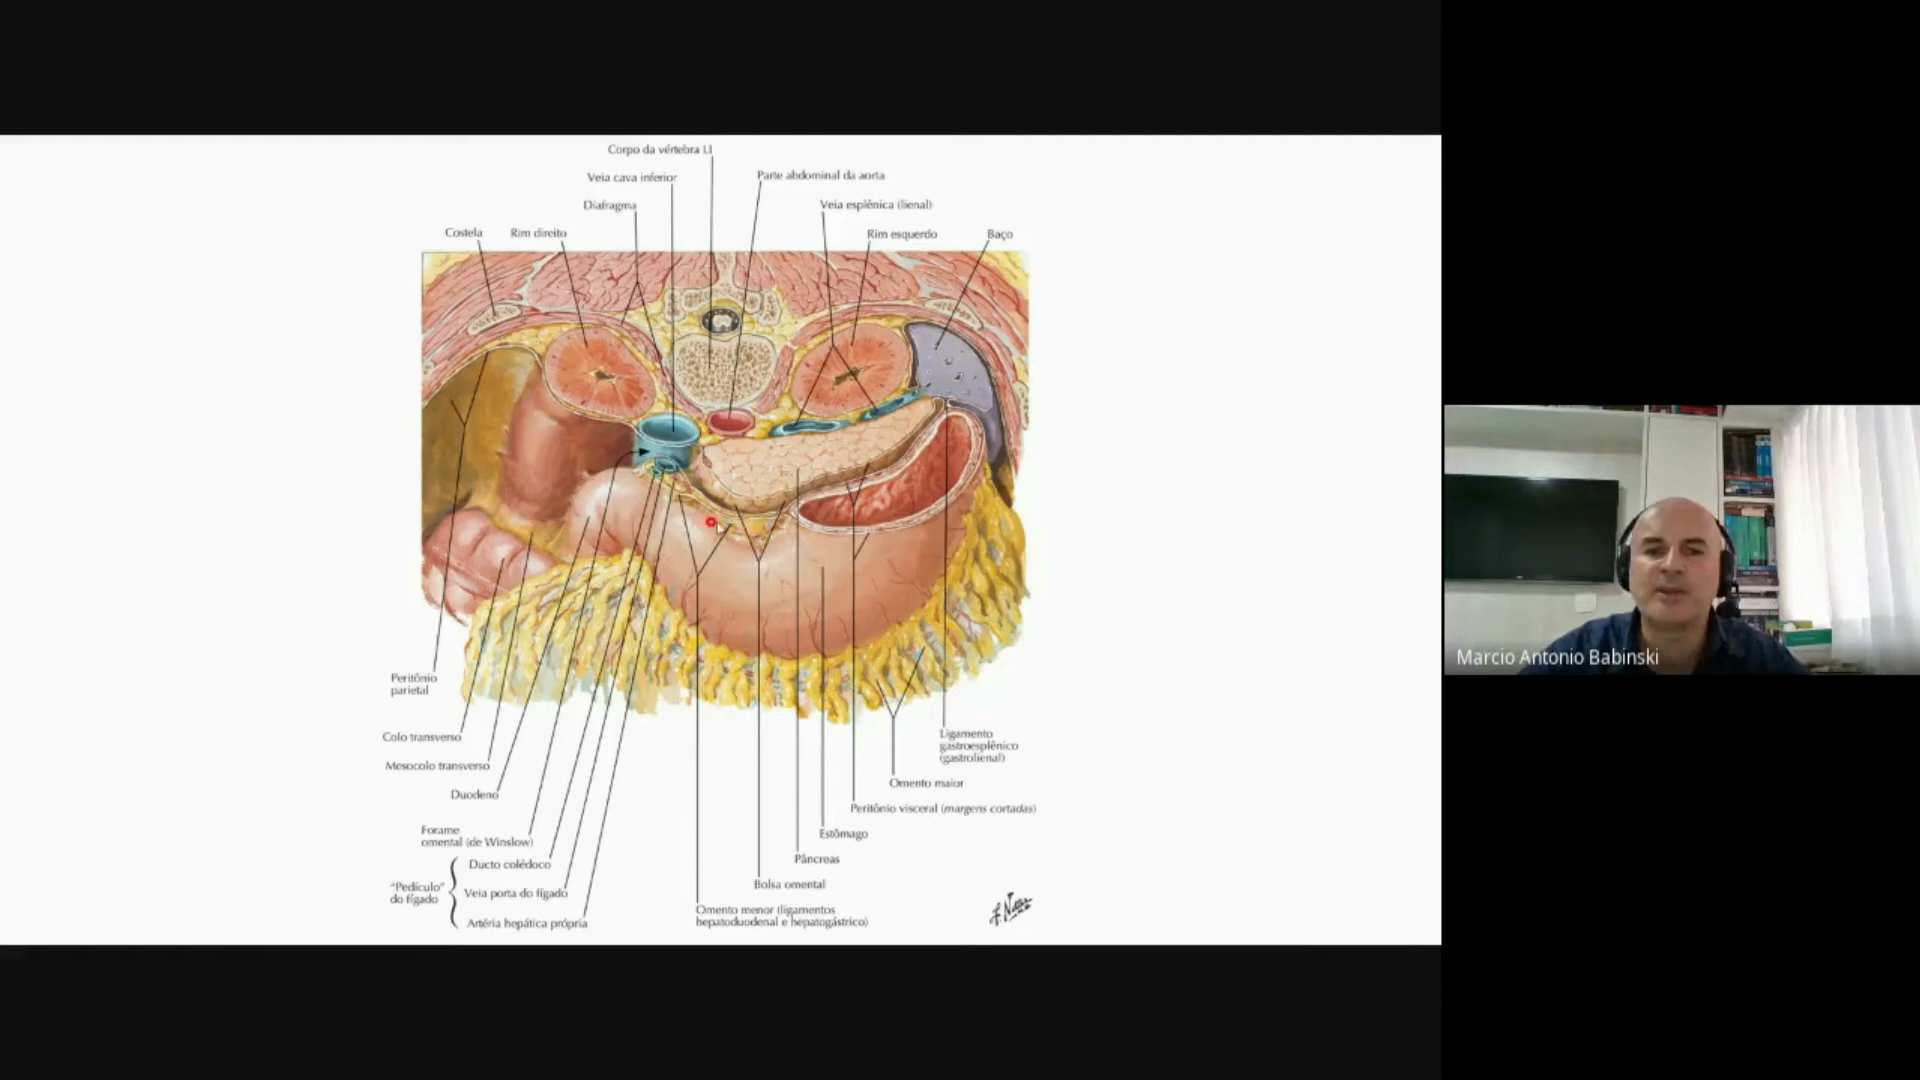 Corpo da vértebra L1
Veia cava inferior
Parte abdominal da aorta
Diafragma
Veia esplênica (lienal)
Costela
Rim direito
Rim esquerdo
Baço
Peritônio
parietal
Colo transverso
Mesocolo transverso
Duodeno
Forame
omental (de Winslow)
"Pedículo"
do fígado
Ducto colédoco
Veia porta do fígado
Artéria hepática própria
Ligamento
gastroesplênico
(gastrolienal)
Omento maior
Peritônio visceral (margens cortadas)
Estômago
Pâncreas
Bolsa omental
Omento menor (ligamentos
hepatoduodenal e hepatogástrico)
Marcio Antonio Babinski